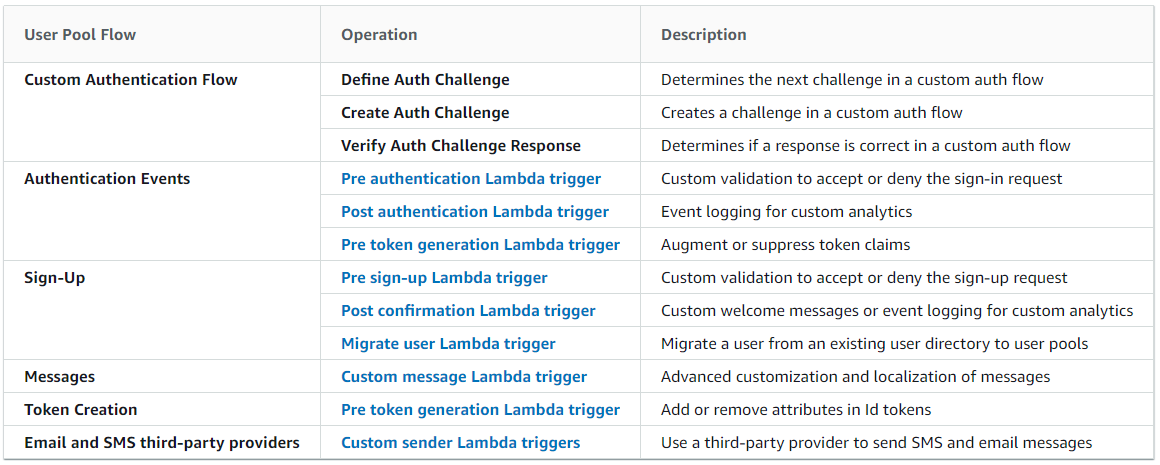 User Pool Flow Operation Description
Custom Authentication Flow Define Auth Challenge Determines the next challenge in a custom auth flow
Create Auth Challenge Creates a challenge in a custom auth flow
Verify Auth Challenge Response Determines if a response is correct in a custom auth flow
Authentication Events Pre authentication Lambda trigger Custom validation to accept or deny the sign-in request
Post authentication Lambda trigger Event logging for custom analytics
Pre token generation Lambda trigger Augment or suppress token claims
Sign-Up Pre sign-up Lambda trigger Custom validation to accept or deny the sign-up request
Post confirmation Lambda trigger Custom welcome messages or event logging for custom analytics
Migrate user Lambda trigger Migrate a user from an existing user directory to user pools
Messages Custom message Lambda trigger Advanced customization and localization of messages
Token Creation Pre token generation Lambda trigger Add or remove attributes in Id tokens
Email and SMS third-party providers Custom sender Lambda triggers Use a third-party provider to send SMS and email messages